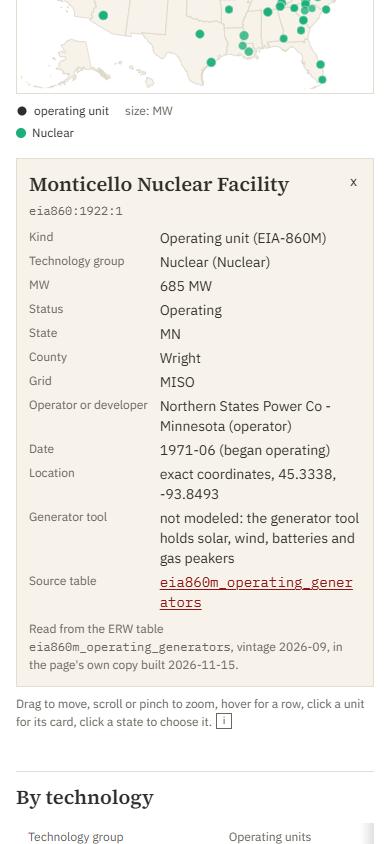 operating unit size: MW
Nuclear
Monticello Nuclear Facility x
eia860:1922:1
Kind Operating unit (EIA-860M)
Technology group Nuclear (Nuclear)
MW 685 MW
Status Operating
State MN
County Wright
Grid MISO
Operator or developer Northern States Power Co -
Minnesota (operator)
Date 1971-06 (began operating)
Location exact coordinates, 45.3338,
-93.8493
Generator tool not modeled: the generator tool
holds solar, wind, batteries and
gas peakers
Source table eia860m_operating_gener
ators
Read from the ERW table
eia860m_operating_generators, vintage 2026-09, in
the page's own copy built 2026-11-15.
Drag to move, scroll or pinch to zoom, hover for a row, click a unit
for its card, click a state to choose it. i
By technology
Technology group Operating units